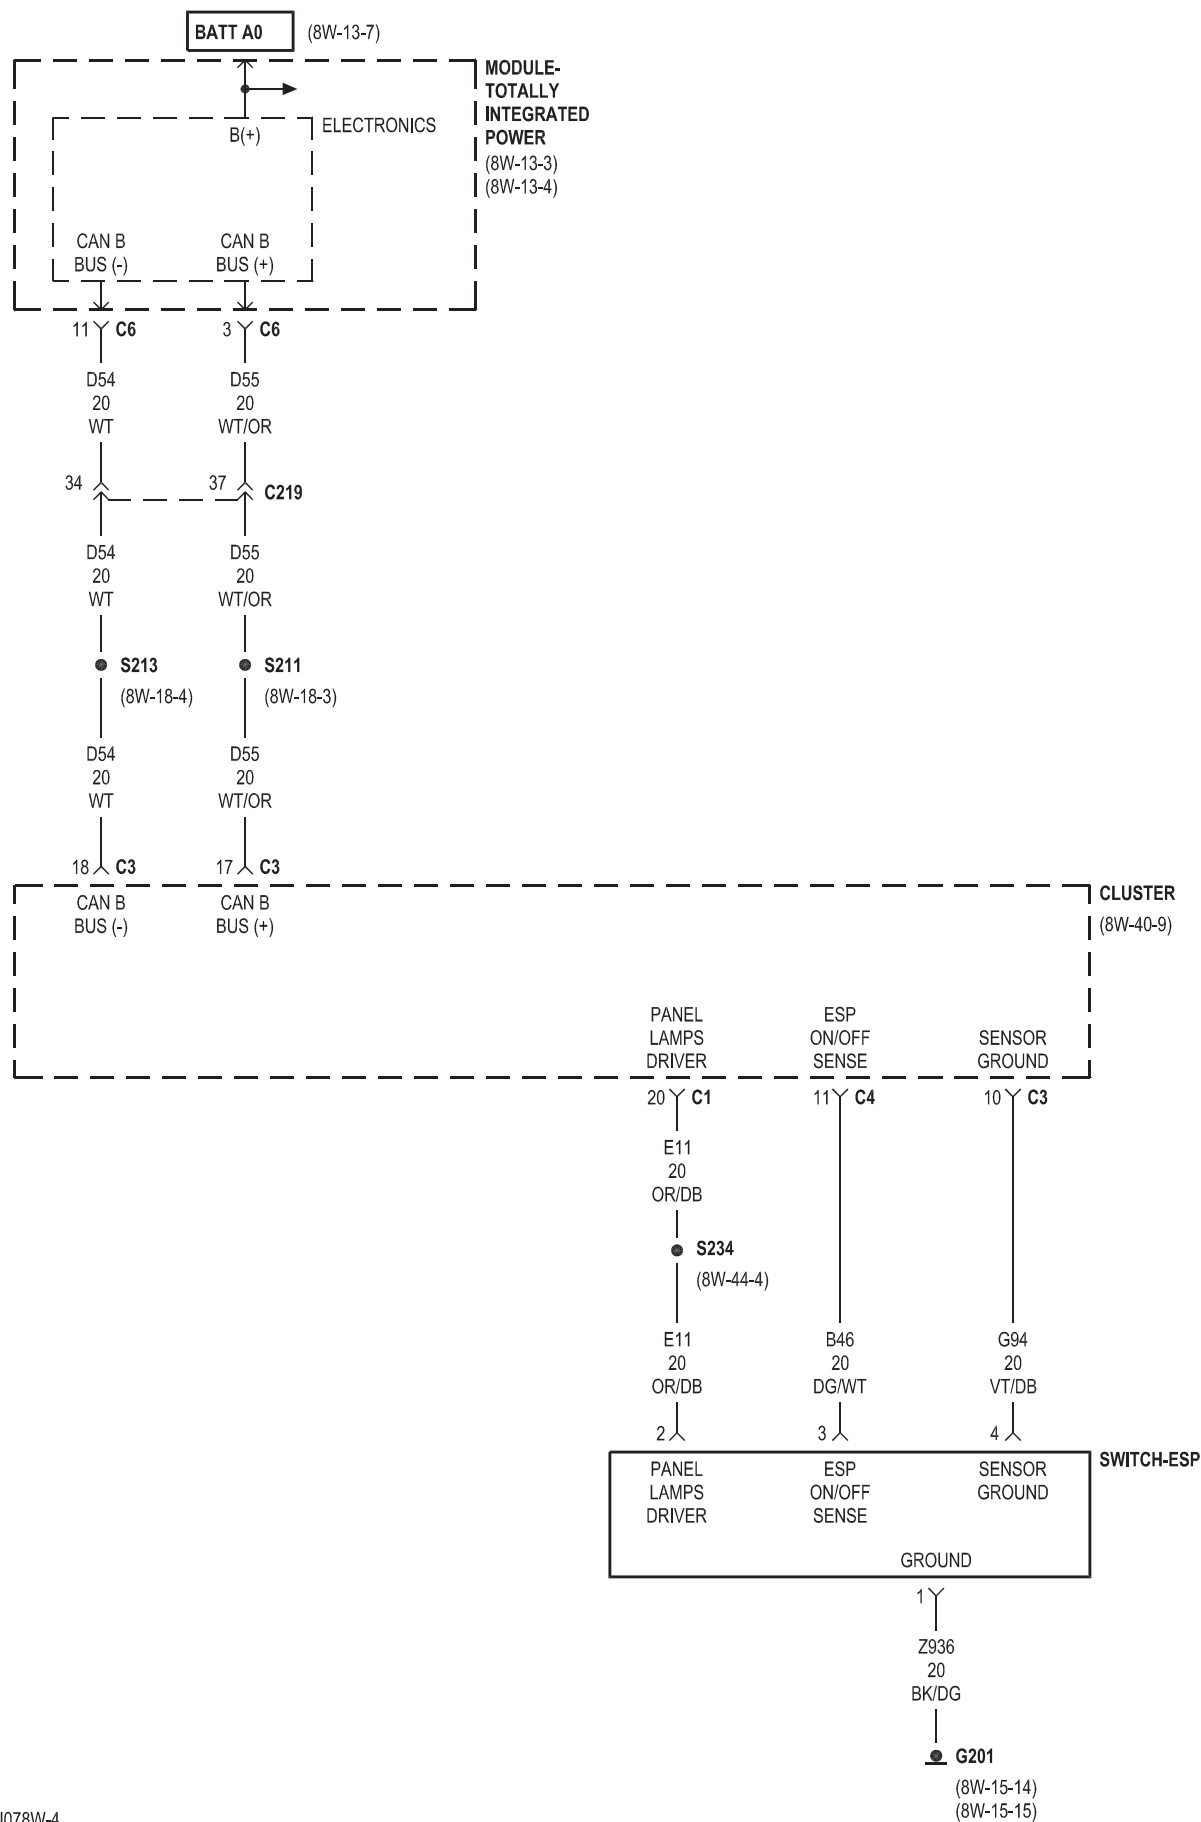 BATT A0 (8W-13-7)
MODULE-
TOTALLY
INTEGRATED
POWER
(8W-13-3)
(8W-13-4)
ELECTRONICS
B(+)
CAN B
BUS (-)
CAN B
BUS (+)
11 C6
3 C6
D54
20
WT
D55
20
WT/OR
34
37
C219
D54
20
WT
D55
20
WT/OR
S213
(8W-18-4)
S211
(8W-18-3)
D54
20
WT
D55
20
WT/OR
18 C3
17 C3
CAN B
BUS (-)
CAN B
BUS (+)
CLUSTER
(8W-40-9)
PANEL
LAMPS
DRIVER
ESP
ON/OFF
SENSE
SENSOR
GROUND
20 C1
11 C4
10 C3
E11
20
OR/DB
S234
(8W-44-4)
E11
20
OR/DB
B46
20
DG/WT
G94
20
VT/DB
2
3
4
SWITCH-ESP
PANEL
LAMPS
DRIVER
ESP
ON/OFF
SENSE
SENSOR
GROUND
GROUND
1
Z936
20
BK/DG
G201
(8W-15-14)
(8W-15-15)